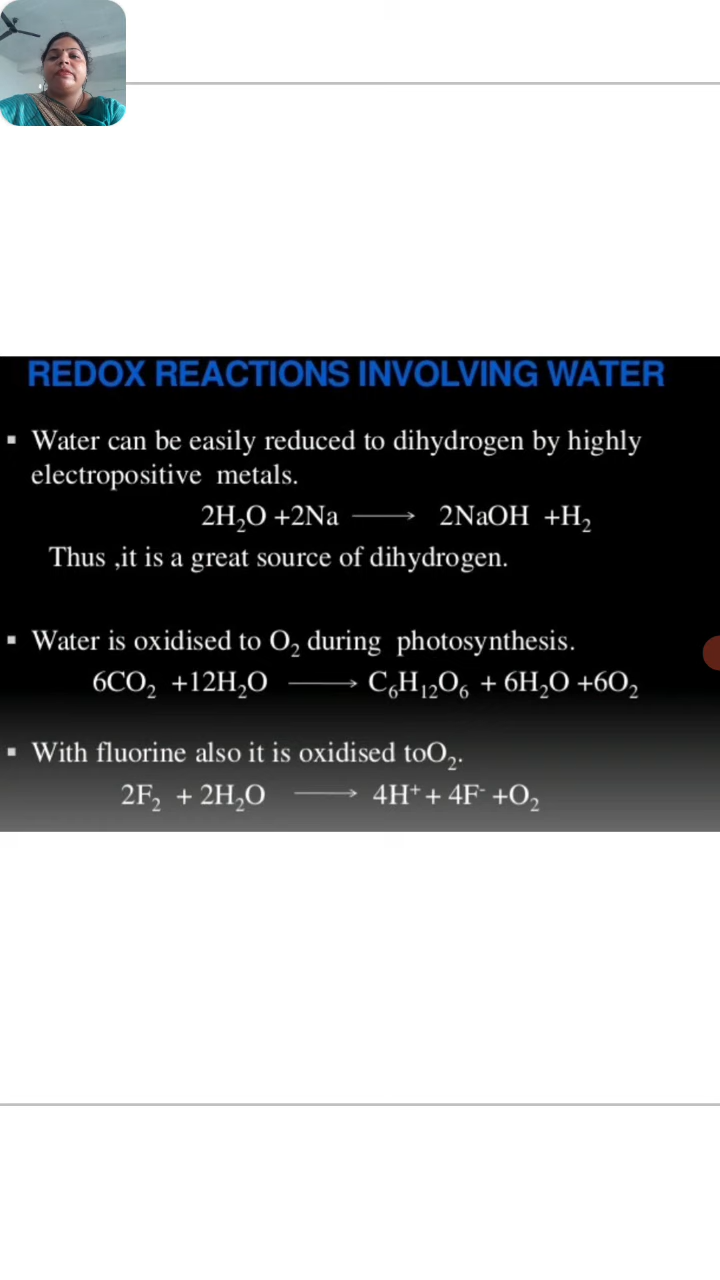 REDOX REACTIONS INVOLVING WATER
▪ Water can be easily reduced to dihydrogen by highly
electropositive metals.
2H₂O +2Na ⟶ 2NaOH +H₂
Thus ,it is a great source of dihydrogen.
▪ Water is oxidised to O₂ during photosynthesis.
6CO₂ +12H₂O ⟶ C₆H₁₂O₆ + 6H₂O +6O₂
▪ With fluorine also it is oxidised toO₂.
2F₂ + 2H₂O ⟶ 4H⁺ + 4F⁻ +O₂